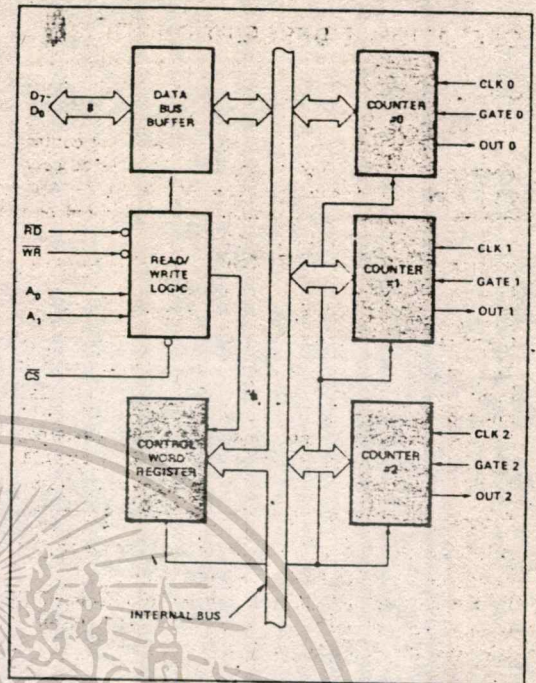 D7-
D0
8
DATA
BUS
BUFFER
RD
WR
A0
A1
CS
READ/
WRITE
LOGIC
CONTROL
WORD
REGISTER
INTERNAL BUS
COUNTER
=0
CLK 0
GATE 0
OUT 0
COUNTER
=1
CLK 1
GATE 1
OUT 1
COUNTER
=2
CLK 2
GATE 2
OUT 2